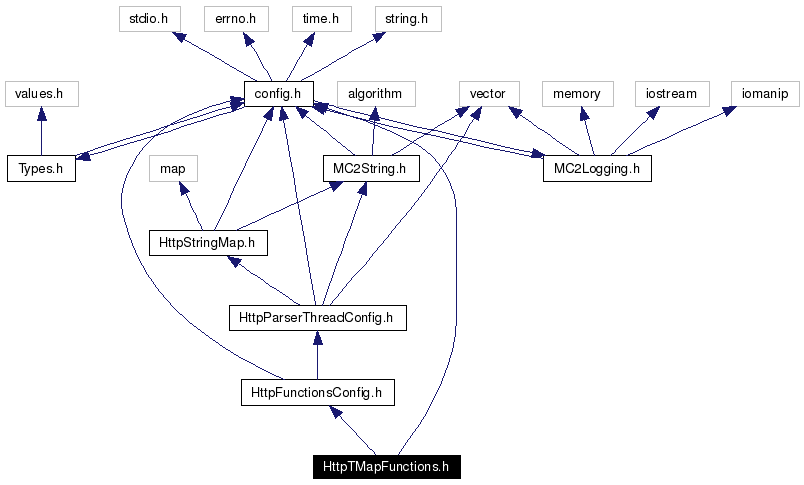 stdio.h
errno.h
time.h
string.h
values.h
config.h
algorithm
vector
memory
iostream
iomanip
Types.h
map
MC2String.h
MC2Logging.h
HttpStringMap.h
HttpParserThreadConfig.h
HttpFunctionsConfig.h
HttpTMapFunctions.h